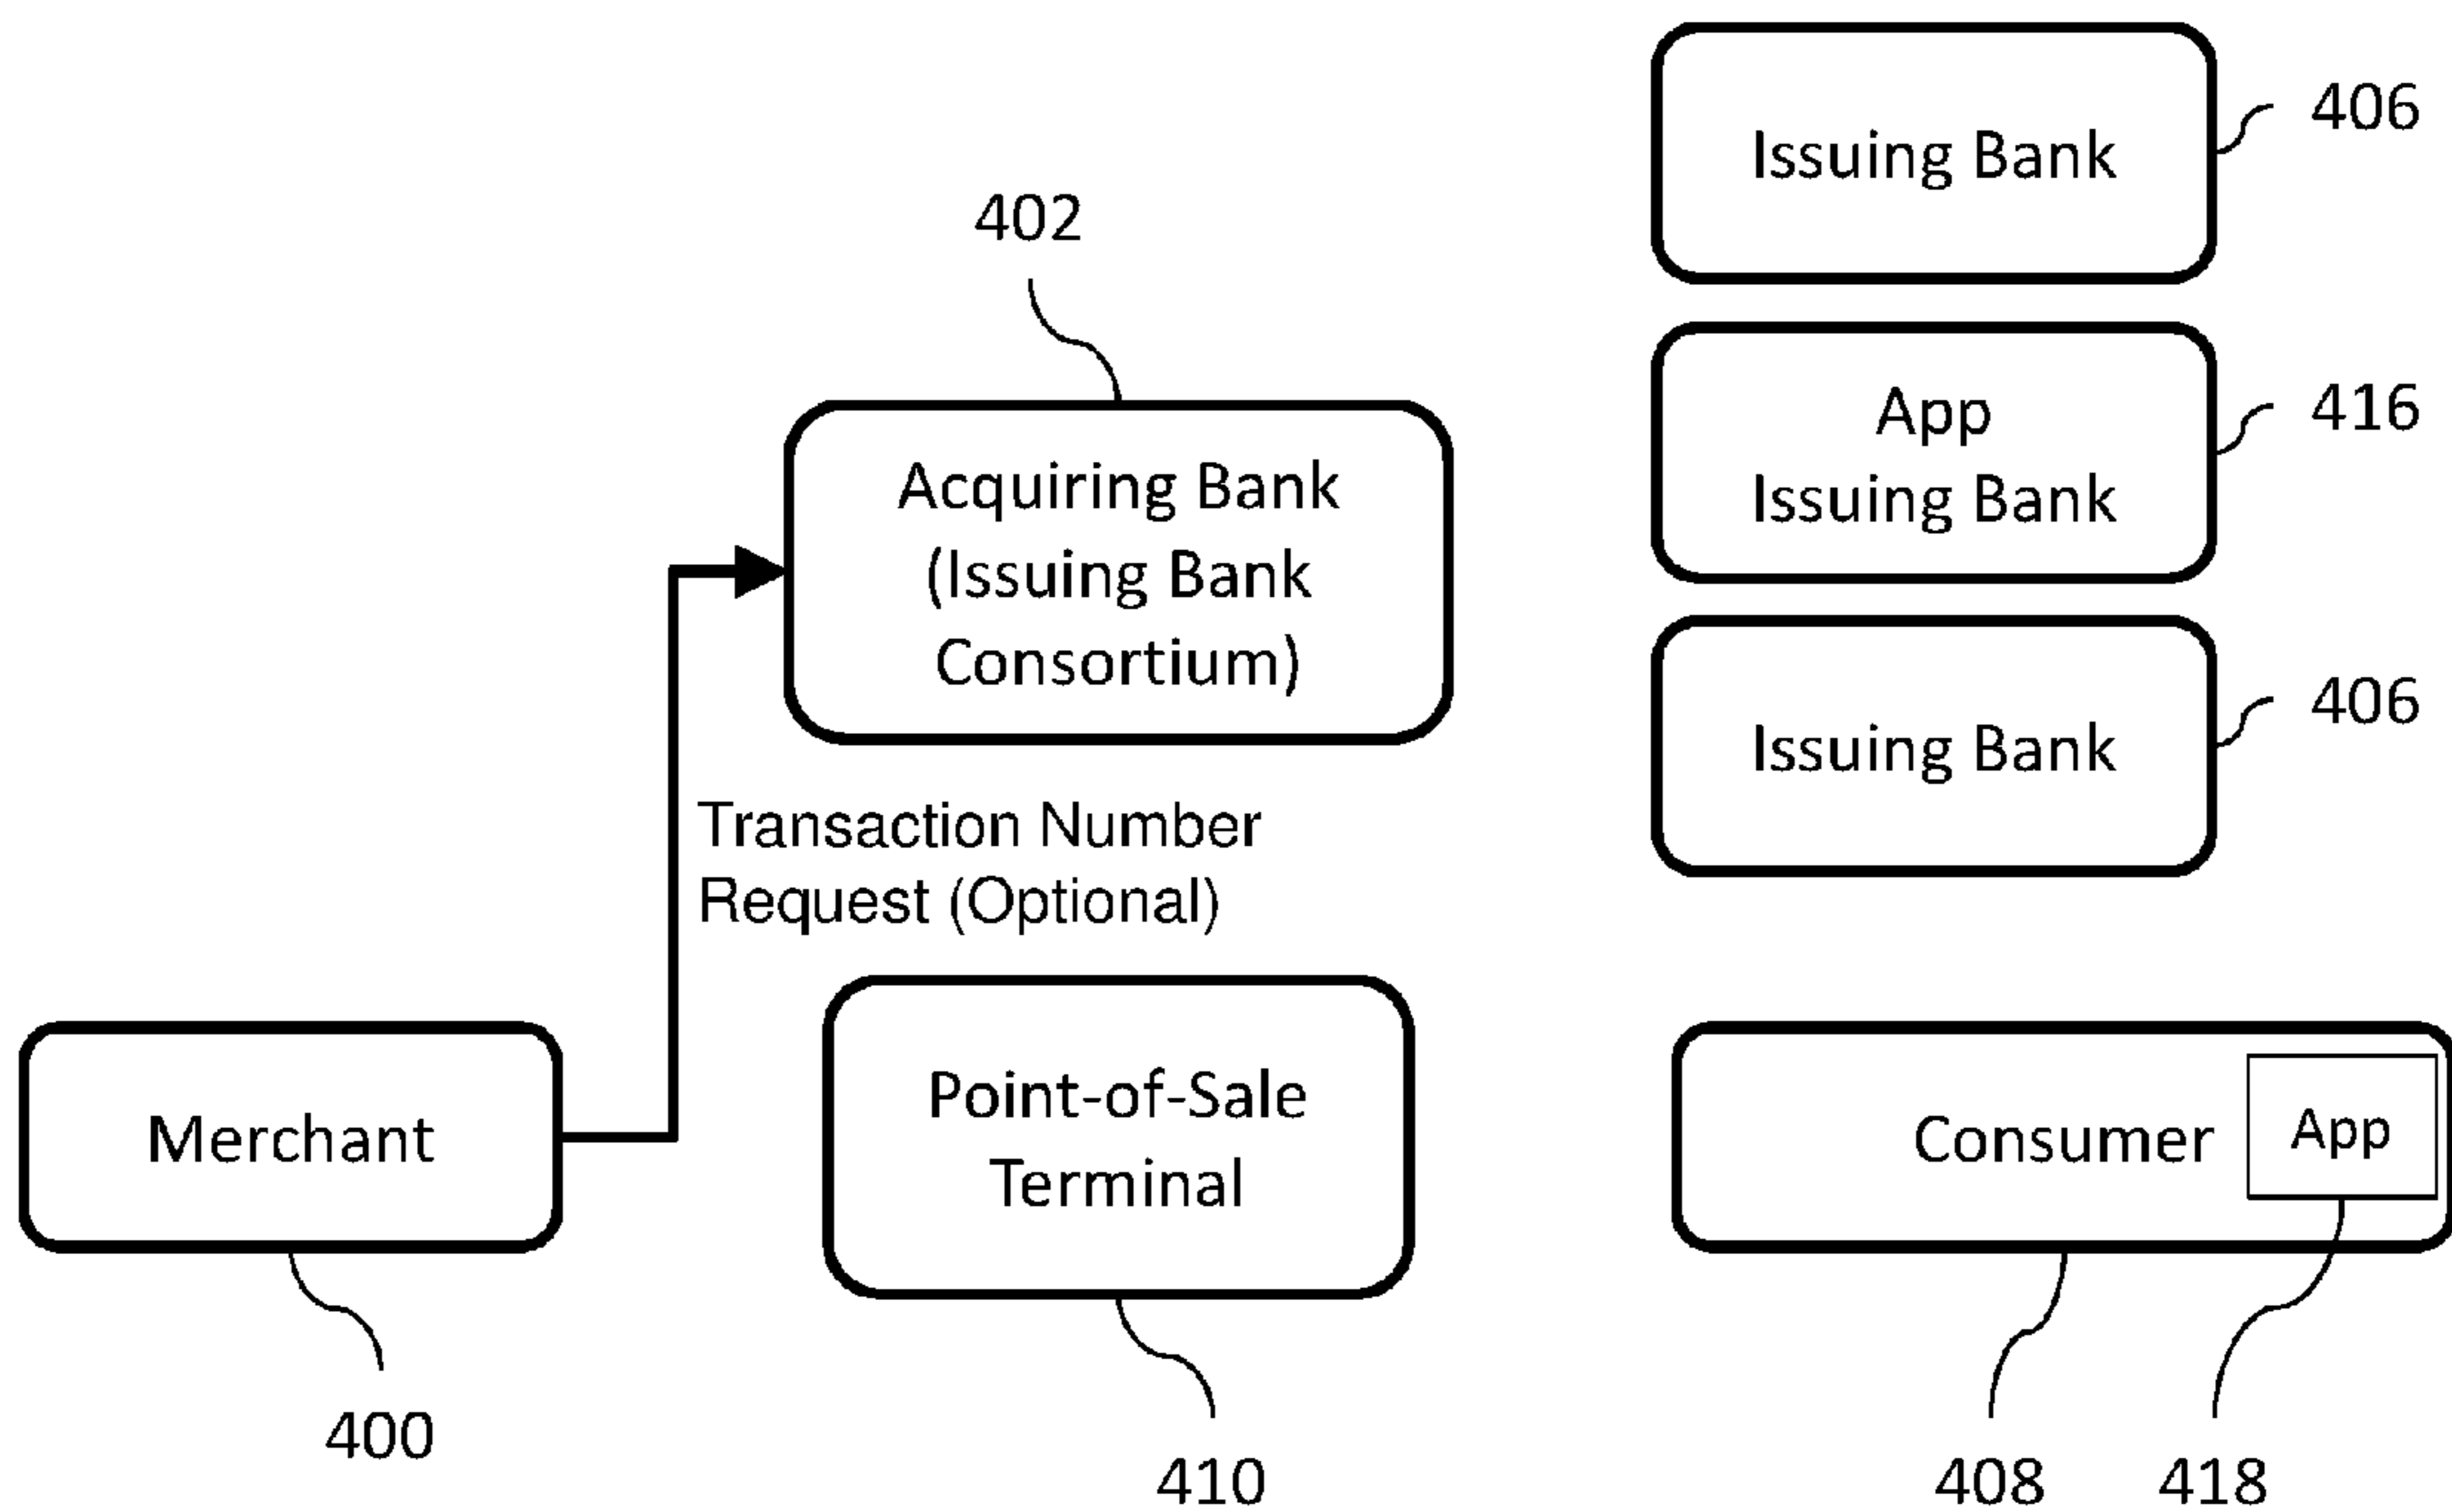 406
Issuing Bank
402
416
App
Issuing Bank
Acquiring Bank
(Issuing Bank
Consortium)
406
Issuing Bank
Transaction Number
Request (Optional)
Merchant
Point-of-Sale
Terminal
Consumer
App
400
410
408
418